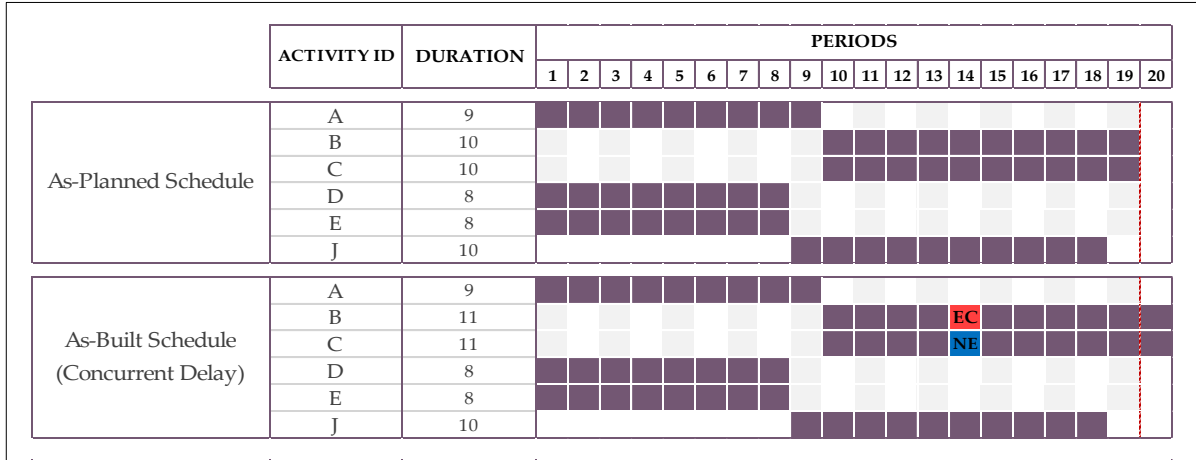 PERIODS
ACTIVITY ID DURATION
1 2 3 4 5 6 7 8 9 10 11 12 13 14 15 16 17 18 19 20
As-Planned Schedule
A 9
B 10
C 10
D 8
E 8
J 10
As-Built Schedule
(Concurrent Delay)
A 9
B 11 EC
C 11 NE
D 8
E 8
J 10